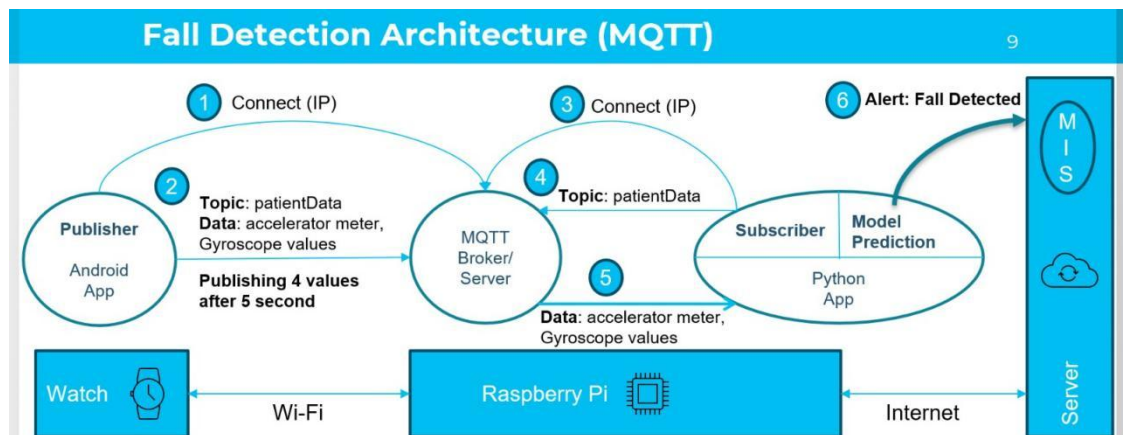 Fall Detection Architecture (MQTT)
9
1
Connect (IP)
3
Connect (IP)
6
Alert: Fall Detected
M
I
S
2
Topic: patientData
Data: accelerator meter,
Gyroscope values
Publishing 4 values
after 5 second
4
Topic: patientData
Publisher
Android
App
MQTT
Broker/
Server
Subscriber
Model
Prediction
Python
App
5
Data: accelerator meter,
Gyroscope values
Watch
Wi-Fi
Raspberry Pi
Internet
Server